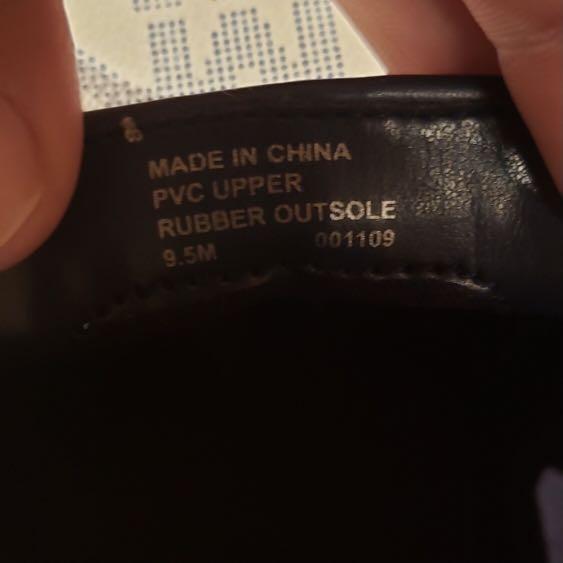 MADE IN CHINA
PVC UPPER
RUBBER OUTSOLE
9.5M 001109